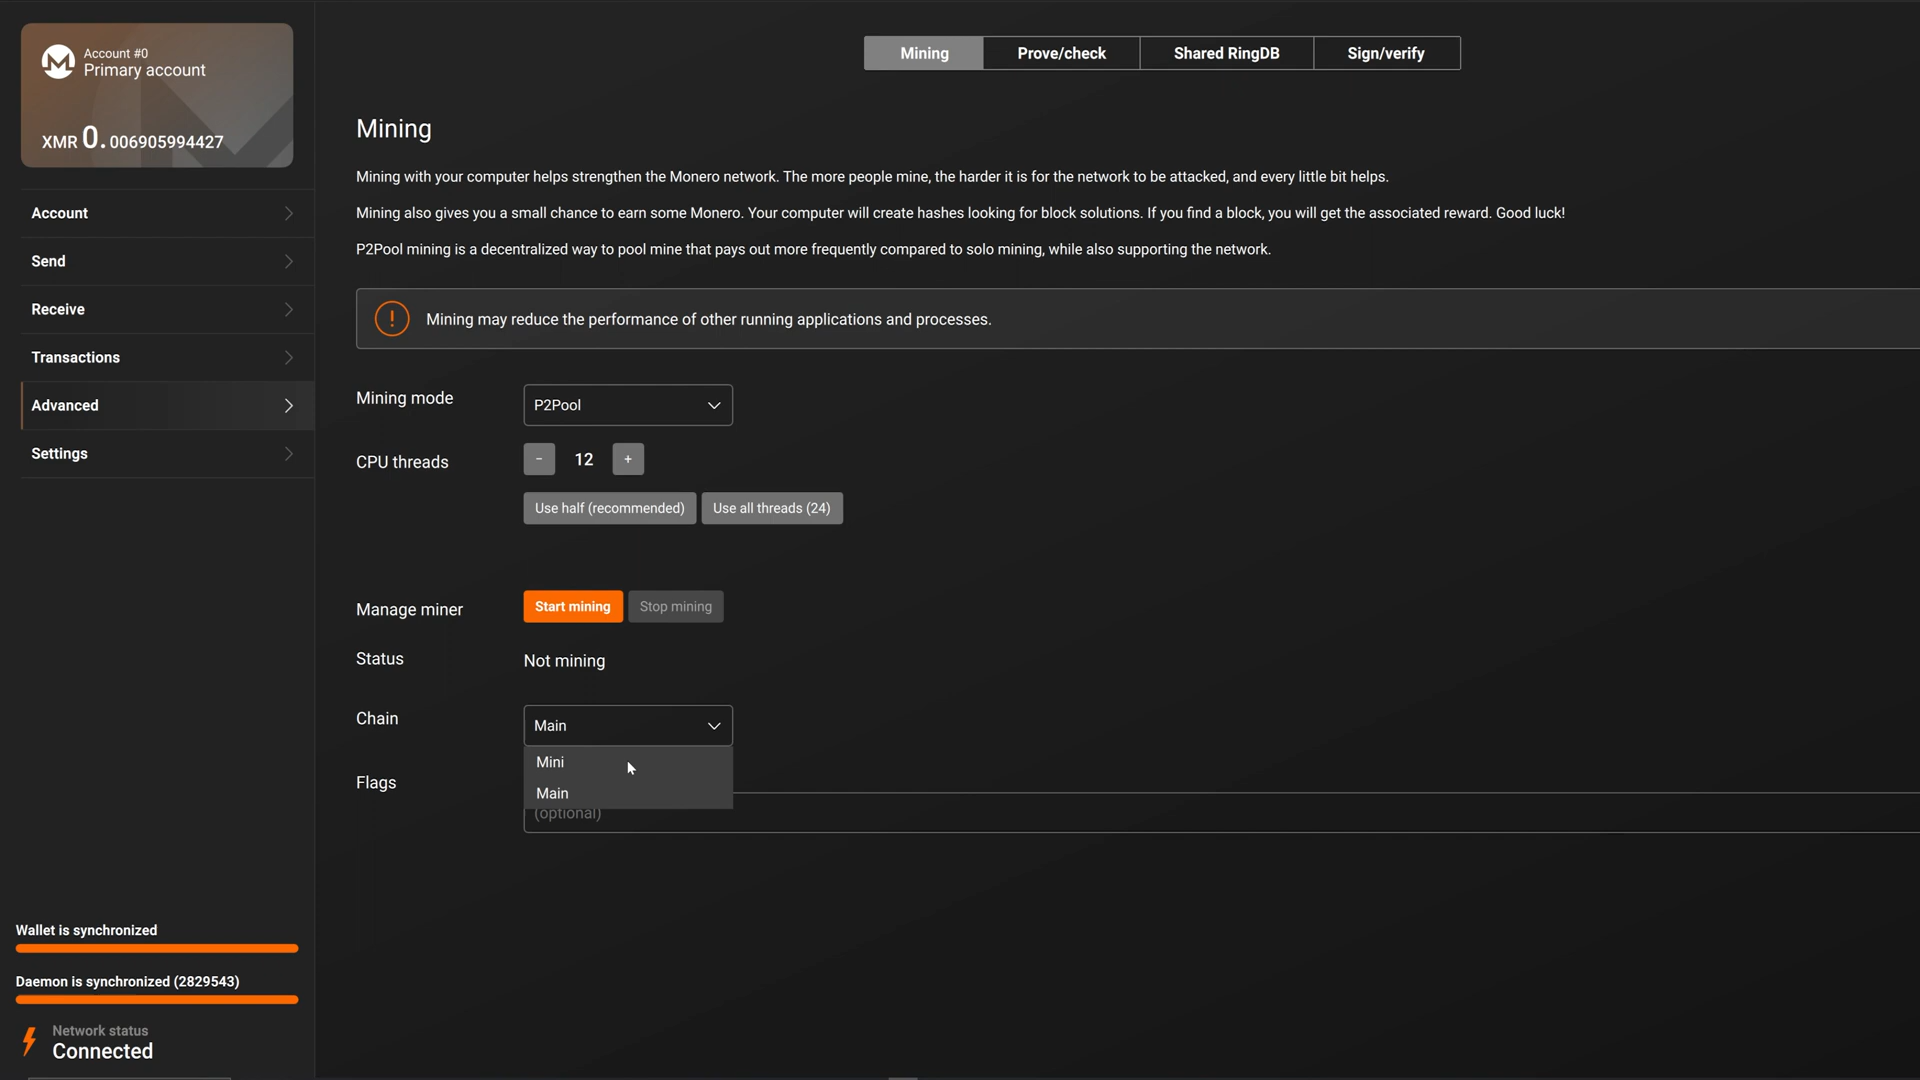 Account #0
Primary account
XMR 0.006905994427
Account
Send
Receive
Transactions
Advanced
Settings
Wallet is synchronized
Daemon is synchronized (2829543)
Network status
Connected
Mining Prove/check Shared RingDB Sign/verify
Mining
Mining with your computer helps strengthen the Monero network. The more people mine, the harder it is for the network to be attacked, and every little bit helps.
Mining also gives you a small chance to earn some Monero. Your computer will create hashes looking for block solutions. If you find a block, you will get the associated reward. Good luck!
P2Pool mining is a decentralized way to pool mine that pays out more frequently compared to solo mining, while also supporting the network.
Mining may reduce the performance of other running applications and processes.
Mining mode P2Pool
CPU threads - 12 +
Use half (recommended) Use all threads (24)
Manage miner Start mining Stop mining
Status Not mining
Chain Main
Mini
Main
Flags
(optional)